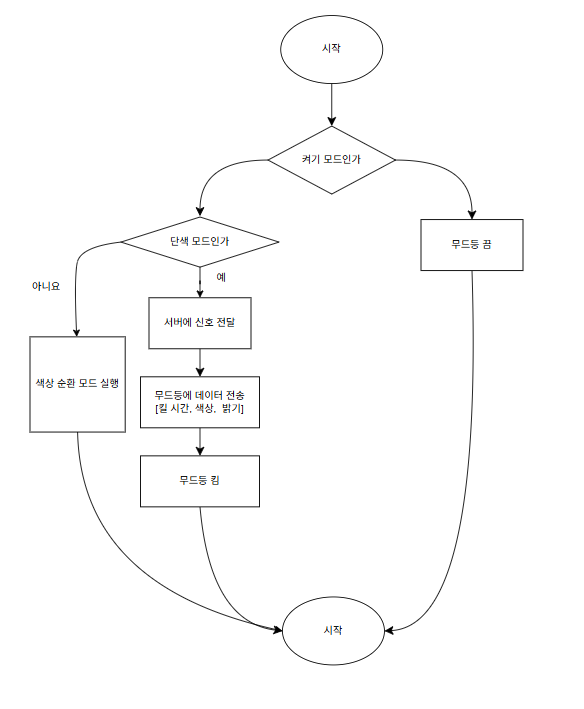 시작
켜기 모드인가
단색 모드인가
무드등 끔
예
아니요
서버에 신호 전달
색상 순환 모드 실행
무드등에 데이터 전송
[킬 시간, 색상, 밝기]
무드등 킴
시작